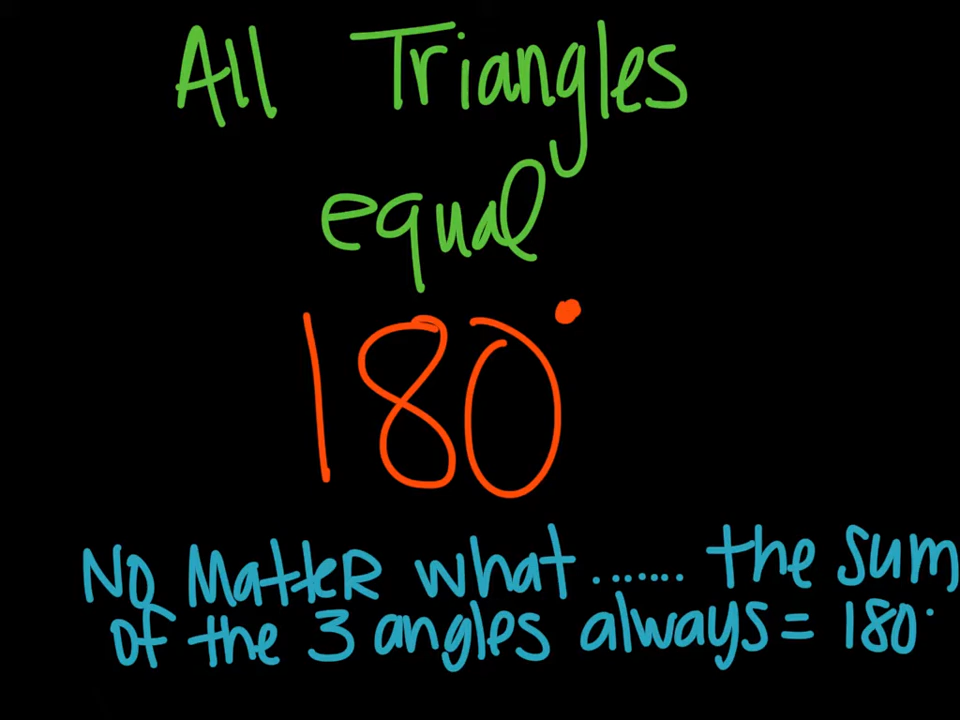 All Triangles
equal
180°
No Matter what ....... the sum
of the 3 angles always = 180°